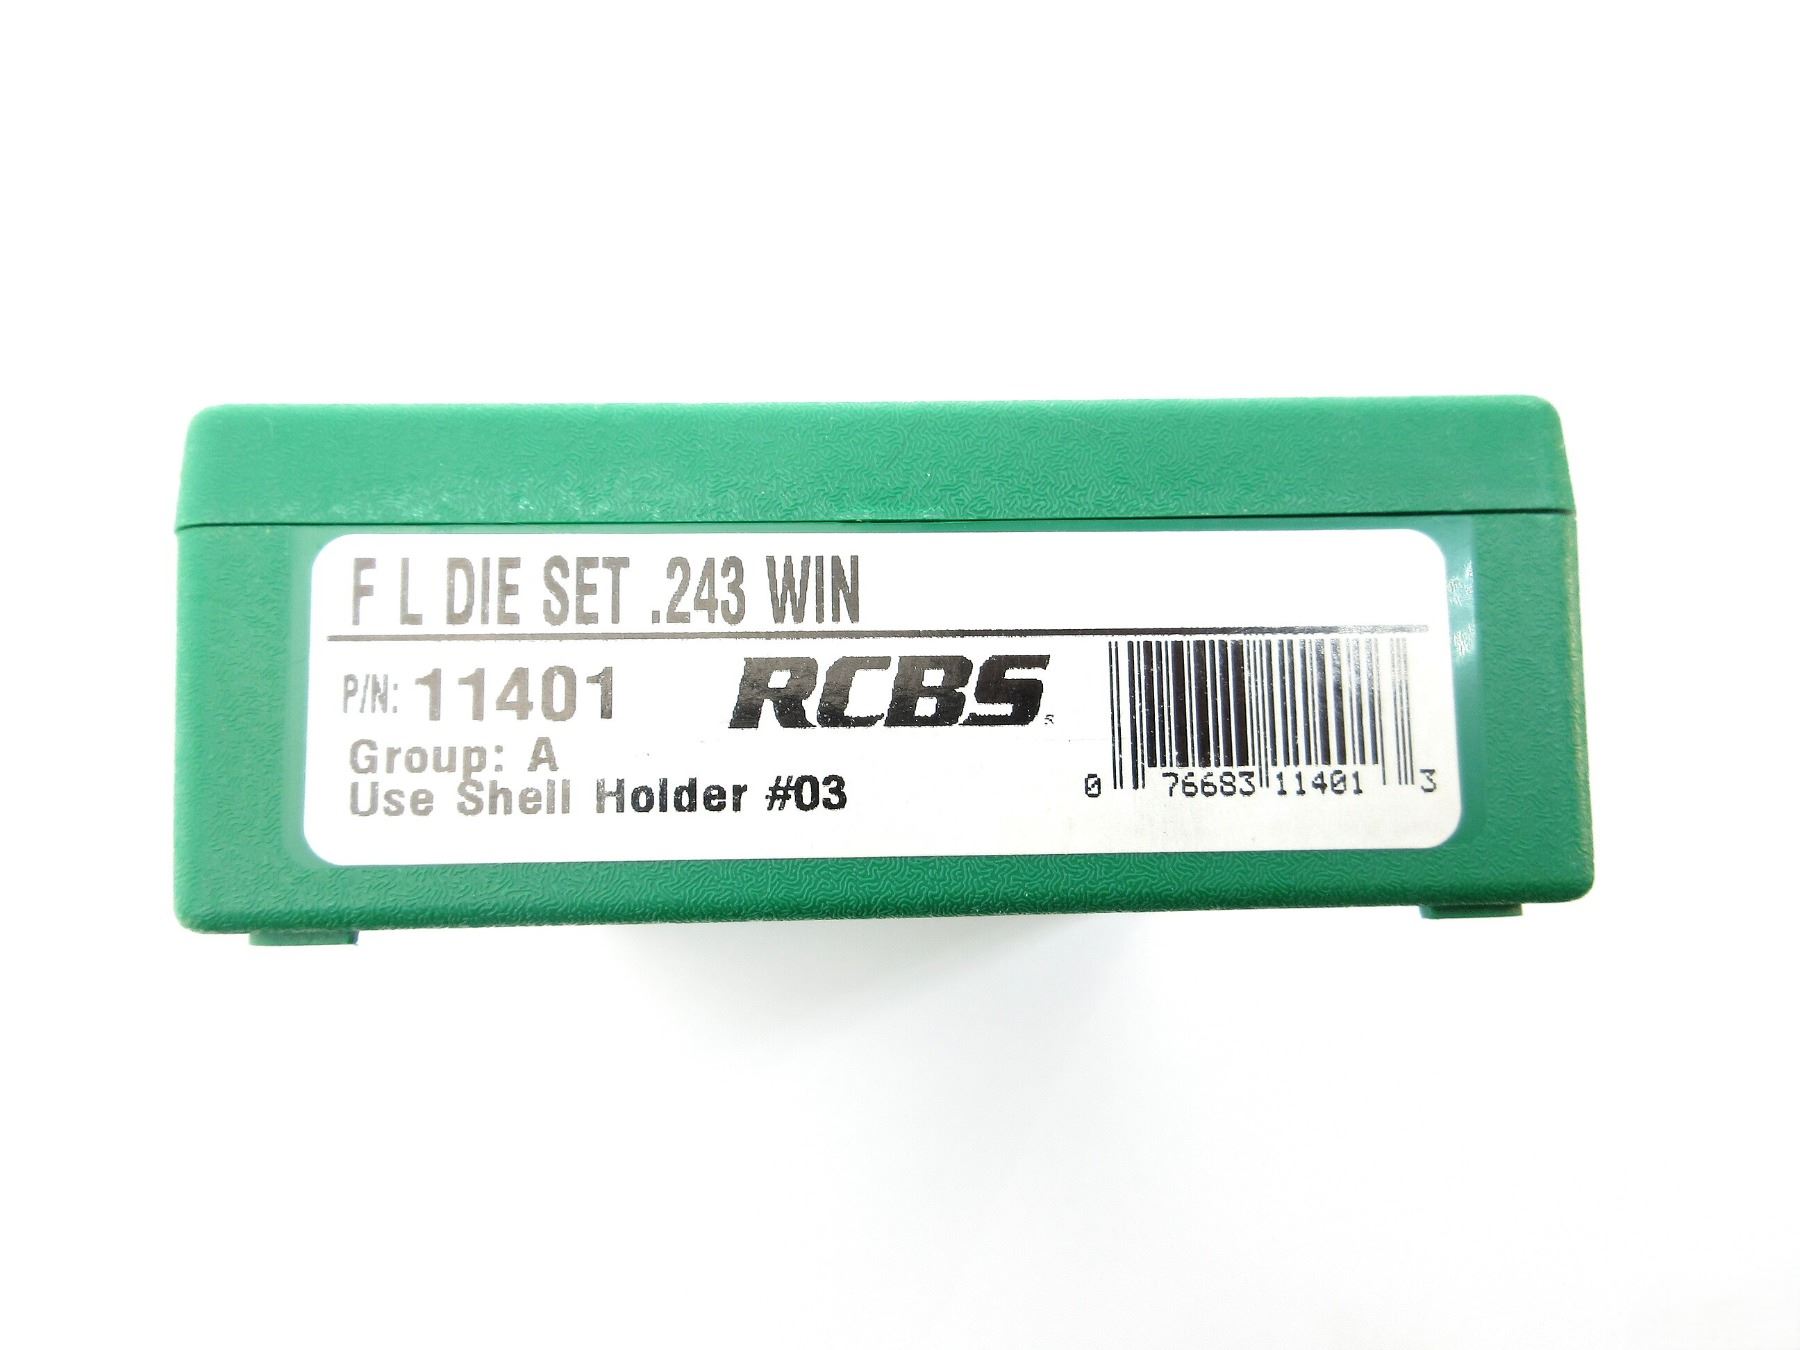 F L DIE SET .243 WIN
P/N: 11401
RCBS
Group: A
Use Shell Holder #03
0 76683 11401 3